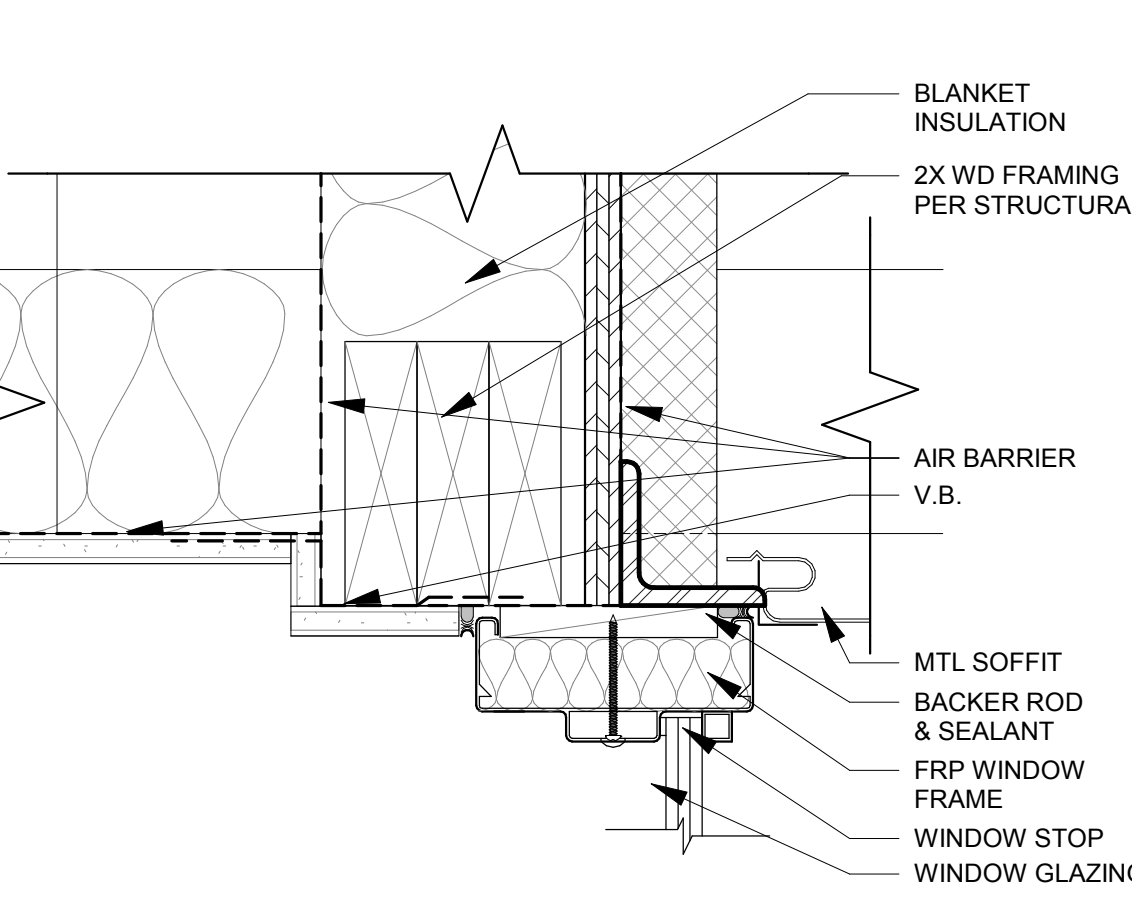 BLANKET
INSULATION
2X WD FRAMING
PER STRUCTURA
AIR BARRIER
V.B.
MTL SOFFIT
BACKER ROD
& SEALANT
FRP WINDOW
FRAME
WINDOW STOP
WINDOW GLAZING